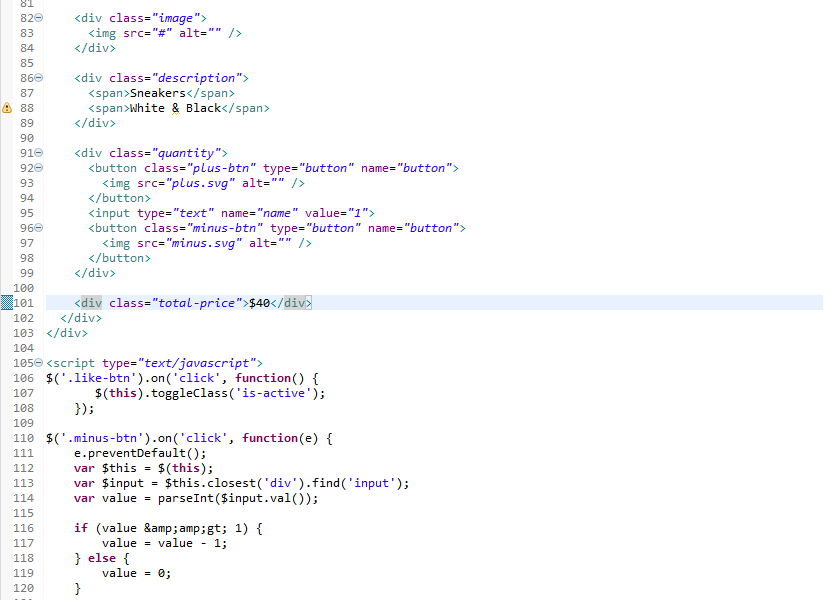 81
82 <div class="image">
83 <img src="#" alt="" />
84 </div>
85
86 <div class="description">
87 <span>Sneakers</span>
88 <span>White & Black</span>
89 </div>
90
91 <div class="quantity">
92 <button class="plus-btn" type="button" name="button">
93 <img src="plus.svg" alt="" />
94 </button>
95 <input type="text" name="name" value="1">
96 <button class="minus-btn" type="button" name="button">
97 <img src="minus.svg" alt="" />
98 </button>
99 </div>
100
101 <div class="total-price">$40</div>
102 </div>
103 </div>
104
105 <script type="text/javascript">
106 $('.like-btn').on('click', function() {
107 $(this).toggleClass('is-active');
108 });
109
110 $('.minus-btn').on('click', function(e) {
111 e.preventDefault();
112 var $this = $(this);
113 var $input = $this.closest('div').find('input');
114 var value = parseInt($input.val());
115
116 if (value &amp;amp;gt; 1) {
117 value = value - 1;
118 } else {
119 value = 0;
120 }